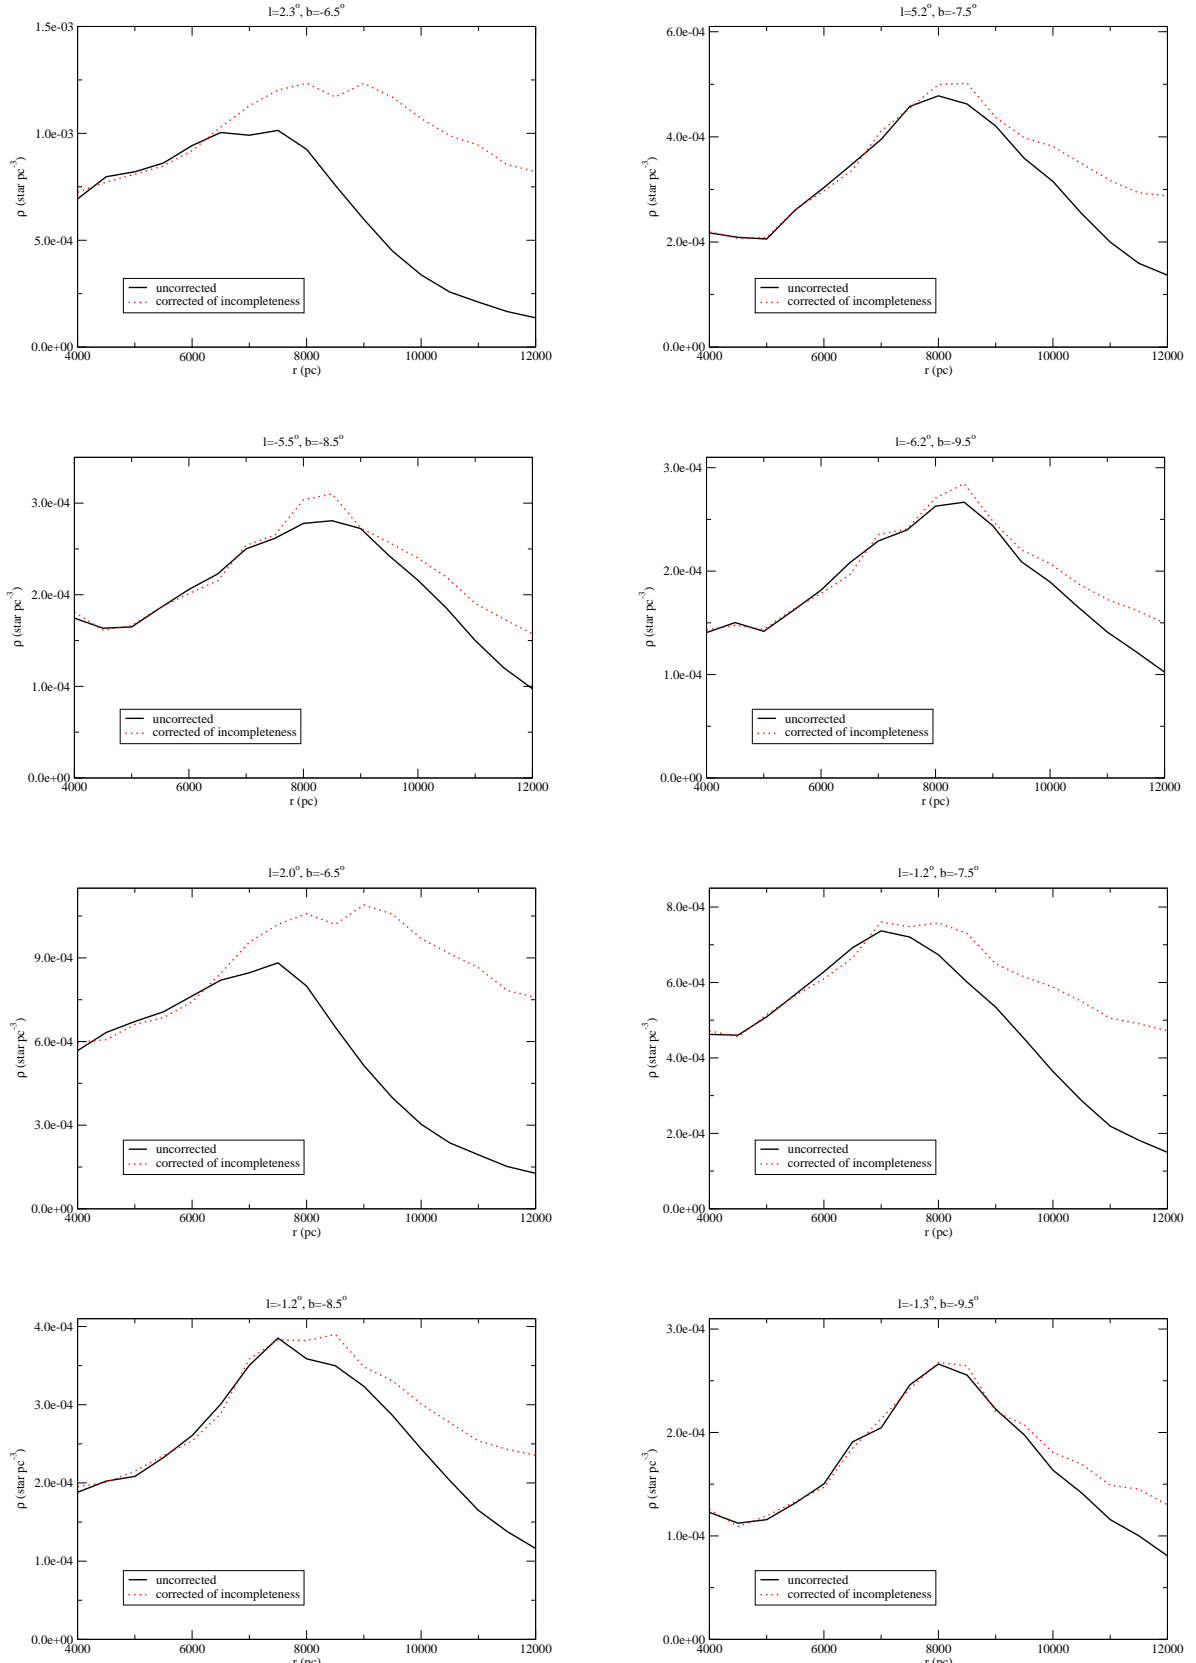 l=2.3°, b=-6.5°
1.5e-03
1.0e-03
5.0e-04
0.0e+00
ρ (star pc-3)
uncorrected
corrected of incompleteness
4000 6000 8000 10000 12000
r (pc)
l=5.2°, b=-7.5°
6.0e-04
4.0e-04
2.0e-04
0.0e+00
ρ (star pc-3)
uncorrected
corrected of incompleteness
4000 6000 8000 10000 12000
r (pc)
l=-5.5°, b=-8.5°
3.0e-04
2.0e-04
1.0e-04
0.0e+00
ρ (star pc-3)
uncorrected
corrected of incompleteness
4000 6000 8000 10000 12000
r (pc)
l=-6.2°, b=-9.5°
3.0e-04
2.0e-04
1.0e-04
0.0e+00
ρ (star pc-3)
uncorrected
corrected of incompleteness
4000 6000 8000 10000 12000
r (pc)
l=2.0°, b=-6.5°
9.0e-04
6.0e-04
3.0e-04
0.0e+00
ρ (star pc-3)
uncorrected
corrected of incompleteness
4000 6000 8000 10000 12000
r (pc)
l=-1.2°, b=-7.5°
8.0e-04
6.0e-04
4.0e-04
2.0e-04
0.0e+00
ρ (star pc-3)
uncorrected
corrected of incompleteness
4000 6000 8000 10000 12000
r (pc)
l=-1.2°, b=-8.5°
4.0e-04
3.0e-04
2.0e-04
1.0e-04
0.0e+00
ρ (star pc-3)
uncorrected
corrected of incompleteness
4000 6000 8000 10000 12000
r (pc)
l=-1.3°, b=-9.5°
3.0e-04
2.0e-04
1.0e-04
0.0e+00
ρ (star pc-3)
uncorrected
corrected of incompleteness
4000 6000 8000 10000 12000
r (pc)